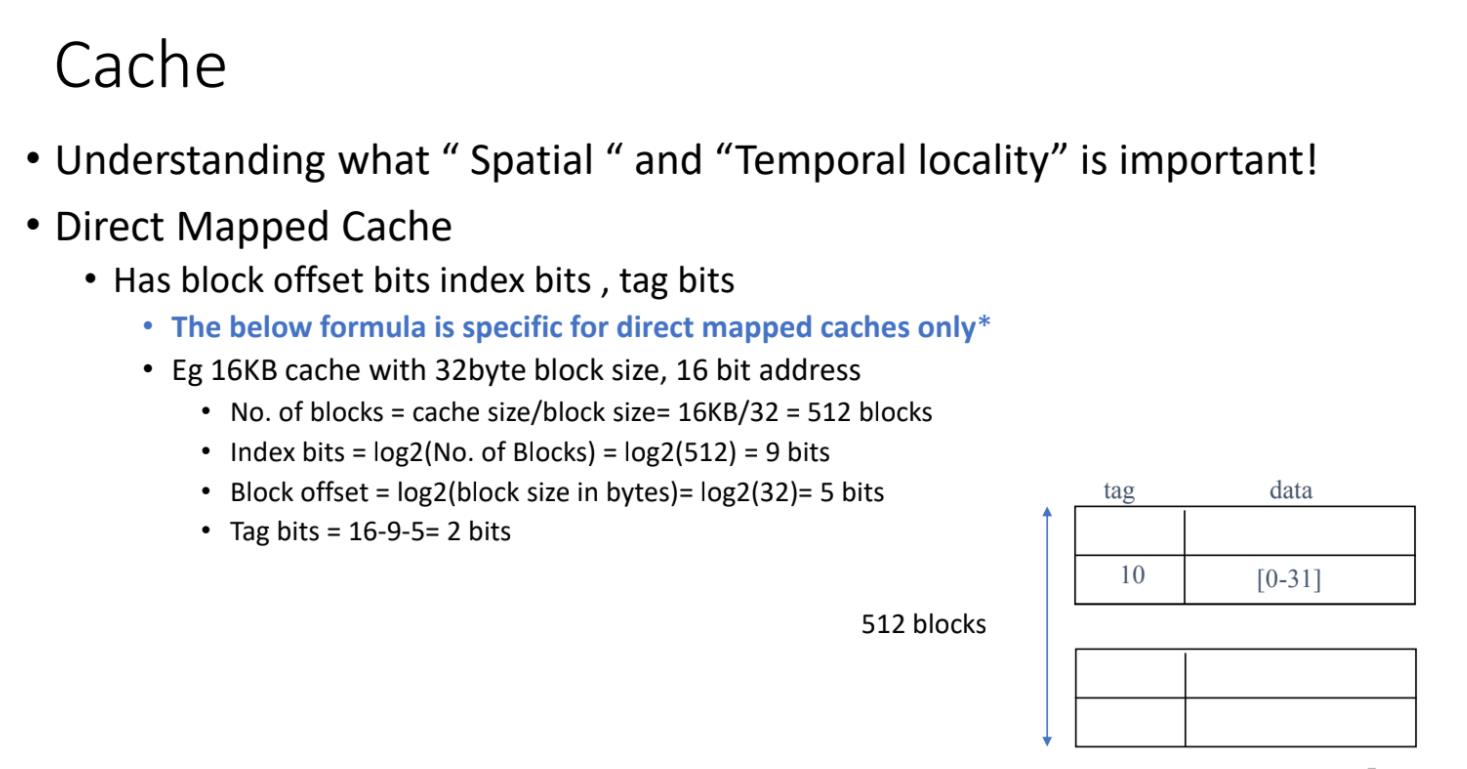 Cache
• Understanding what “ Spatial “ and “Temporal locality” is important!
• Direct Mapped Cache
• Has block offset bits index bits , tag bits
• The below formula is specific for direct mapped caches only*
• Eg 16KB cache with 32byte block size, 16 bit address
• No. of blocks = cache size/block size= 16KB/32 = 512 blocks
• Index bits = log2(No. of Blocks) = log2(512) = 9 bits
• Block offset = log2(block size in bytes)= log2(32)= 5 bits
• Tag bits = 16-9-5= 2 bits
tag data
10 [0-31]
512 blocks